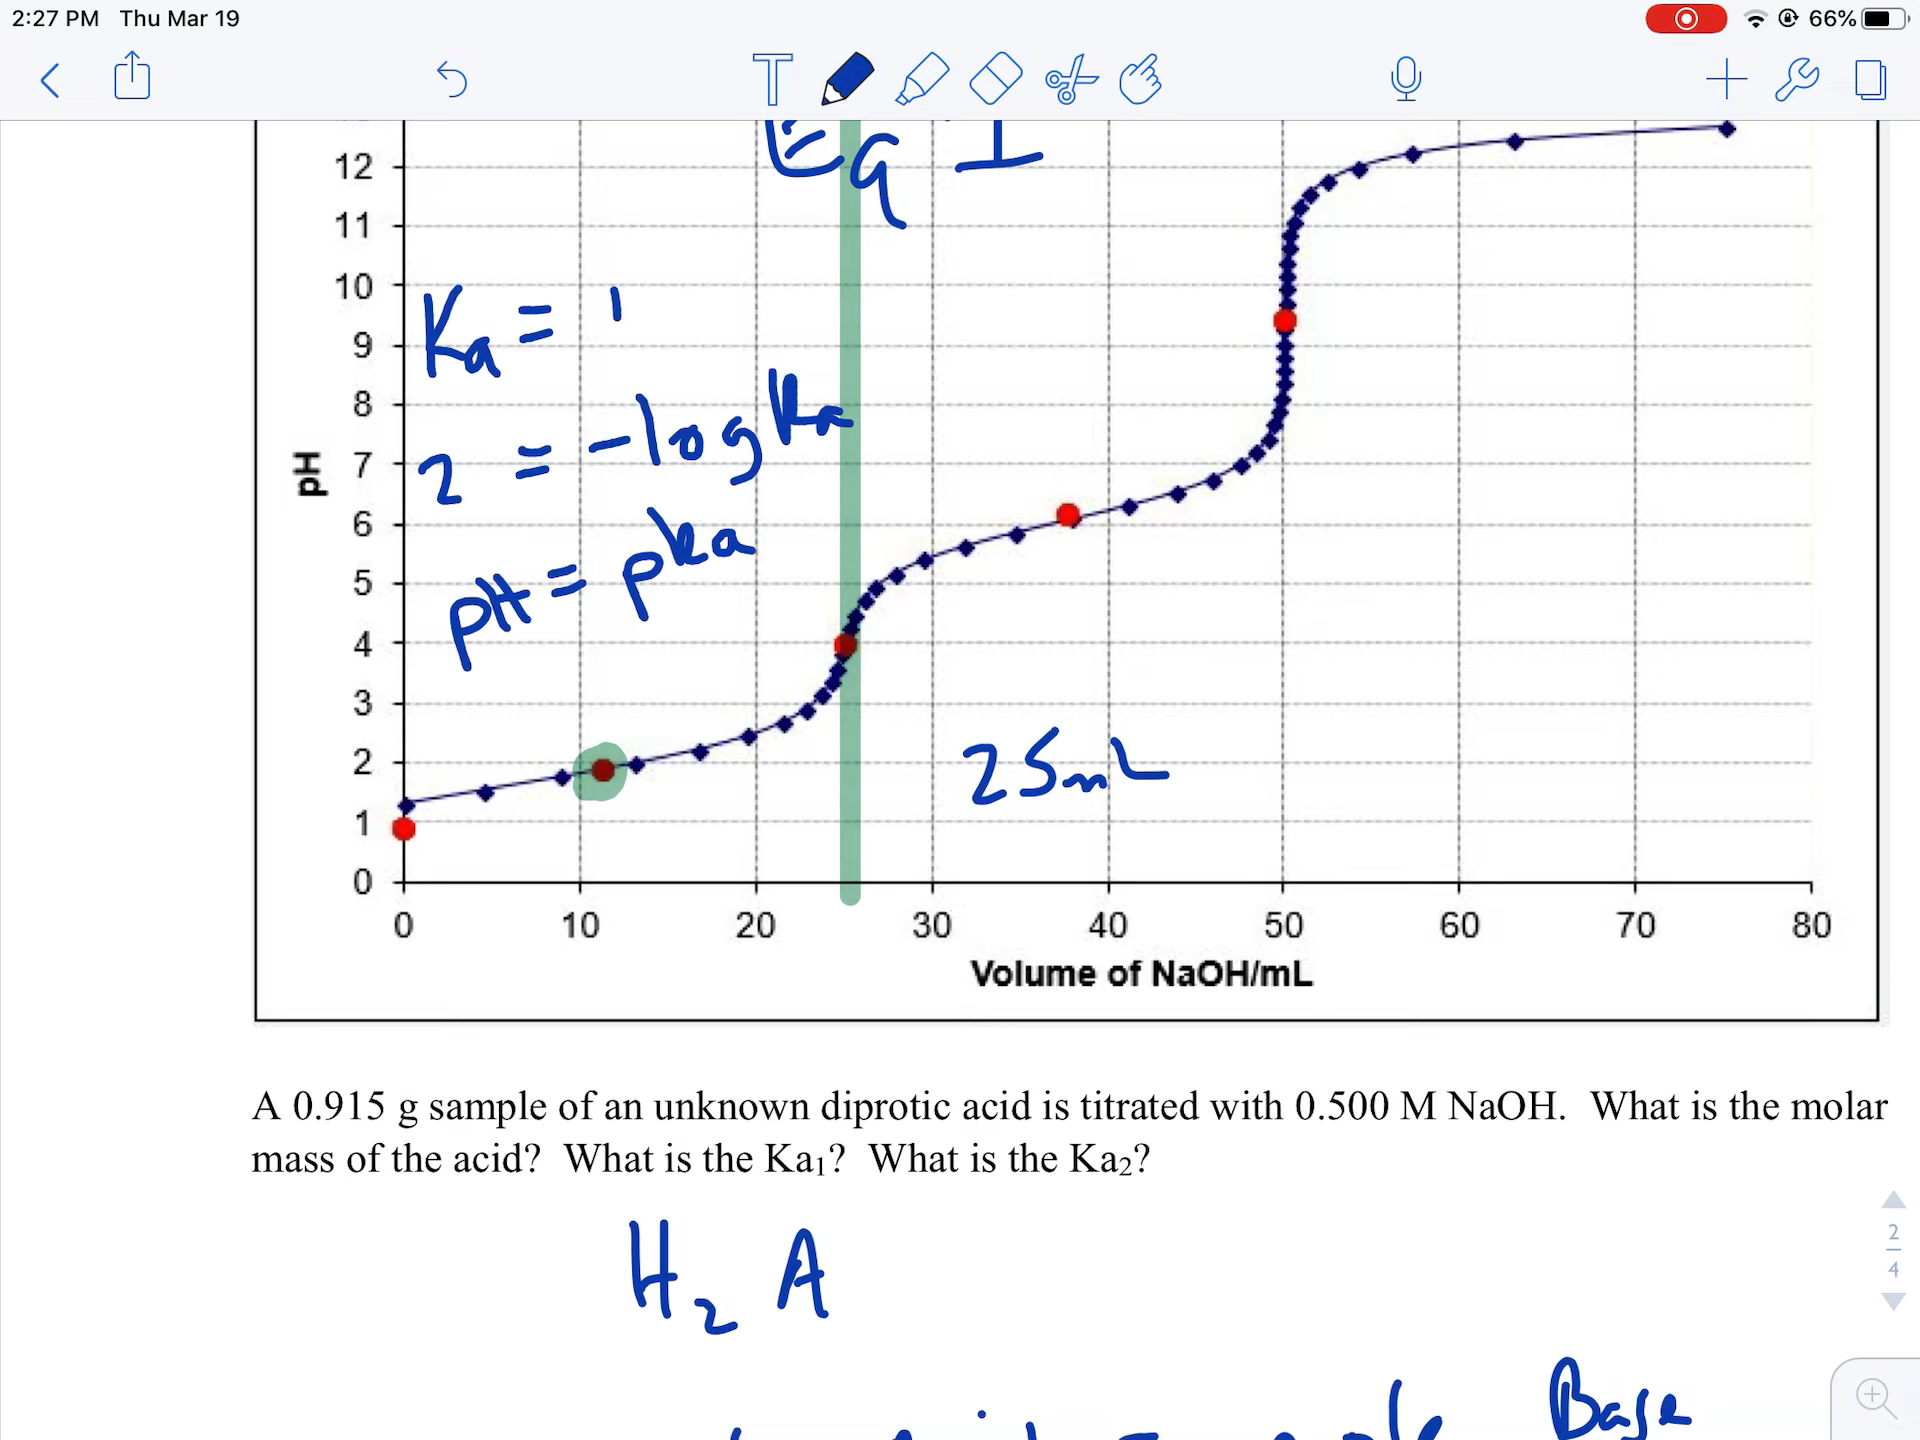 2:27 PM Thu Mar 19
66%
T
Eq 1
12
11
10
9
8
7
6
5
4
3
2
1
0
pH
Ka = 1
2 = -log Ka
pH = pka
25mL
0 10 20 30 40 50 60 70 80
Volume of NaOH/mL
A 0.915 g sample of an unknown diprotic acid is titrated with 0.500 M NaOH. What is the molar
mass of the acid? What is the Ka₁? What is the Ka₂?
H₂ A
2
4
Base